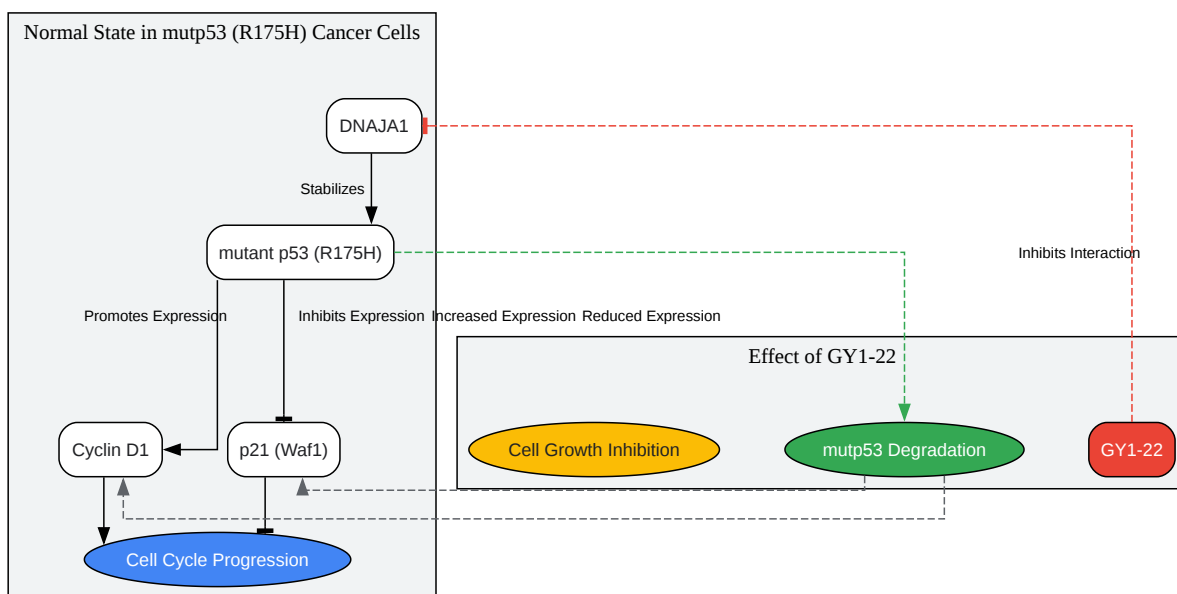 Normal State in mutp53 (R175H) Cancer Cells
DNAJA1
Stabilizes
mutant p53 (R175H)
Inhibits Interaction
Promotes Expression
Inhibits Expression
Increased Expression
Reduced Expression
Effect of GY1-22
Cyclin D1
p21 (Waf1)
Cell Growth Inhibition
mutp53 Degradation
GY1-22
Cell Cycle Progression